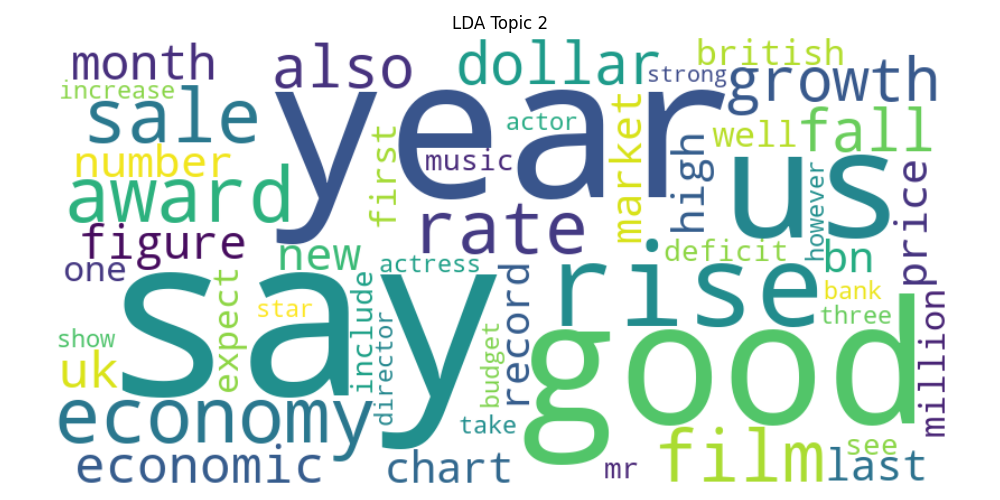 LDA Topic 2
month
also
dollar
british
strong
growth
increase
sale
year
actor
market
well
fall
number
music
first
high
us
however
price
award
rate
figure
new
actress
deficit
bn
one
say
rise
star
expect
include
record
bank
three
show
good
million
uk
director
budget
economy
take
film
see
economic
chart
mr
last